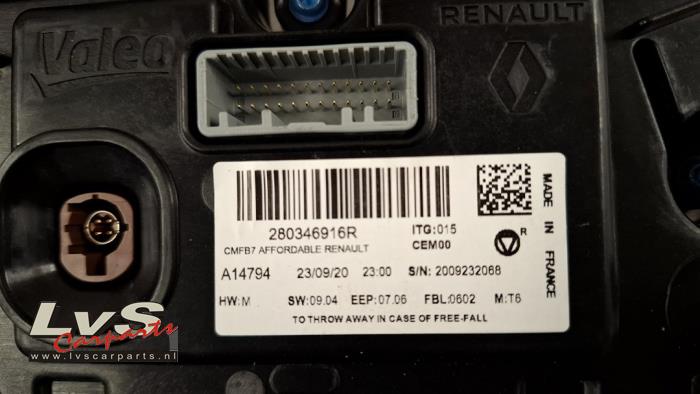 Valeo
RENAULT
280346916R
CMFB7 AFFORDABLE RENAULT
ITG:015
CEM00
R
MADE IN FRANCE
A14794 23/09/20 23:00 S/N: 2009232068
HW:M SW:09.04 EEP:07.06 FBL:0602 M:T6
TO THROW AWAY IN CASE OF FREE-FALL
LvS
Carparts
www.lvscarparts.nl